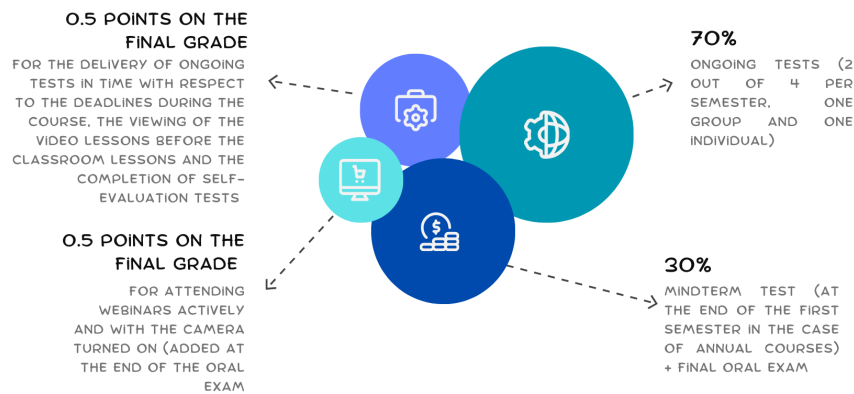 0.5 POINTS ON THE
FINAL GRADE
FOR THE DELIVERY OF ONGOING
TESTS IN TIME WITH RESPECT
TO THE DEADLINES DURING THE
COURSE, THE VIEWING OF THE
VIDEO LESSONS BEFORE THE
CLASSROOM LESSONS AND THE
COMPLETION OF SELF-
EVALUATION TESTS
0.5 POINTS ON THE
FINAL GRADE
FOR ATTENDING
WEBINARS ACTIVELY
AND WITH THE CAMERA
TURNED ON (ADDED AT
THE END OF THE ORAL
EXAM
70%
ONGOING TESTS (2
OUT OF 4 PER
SEMESTER, ONE
GROUP AND ONE
INDIVIDUAL)
30%
MINDTERM TEST (AT
THE END OF THE FIRST
SEMESTER IN THE CASE
OF ANNUAL COURSES)
+ FINAL ORAL EXAM
$